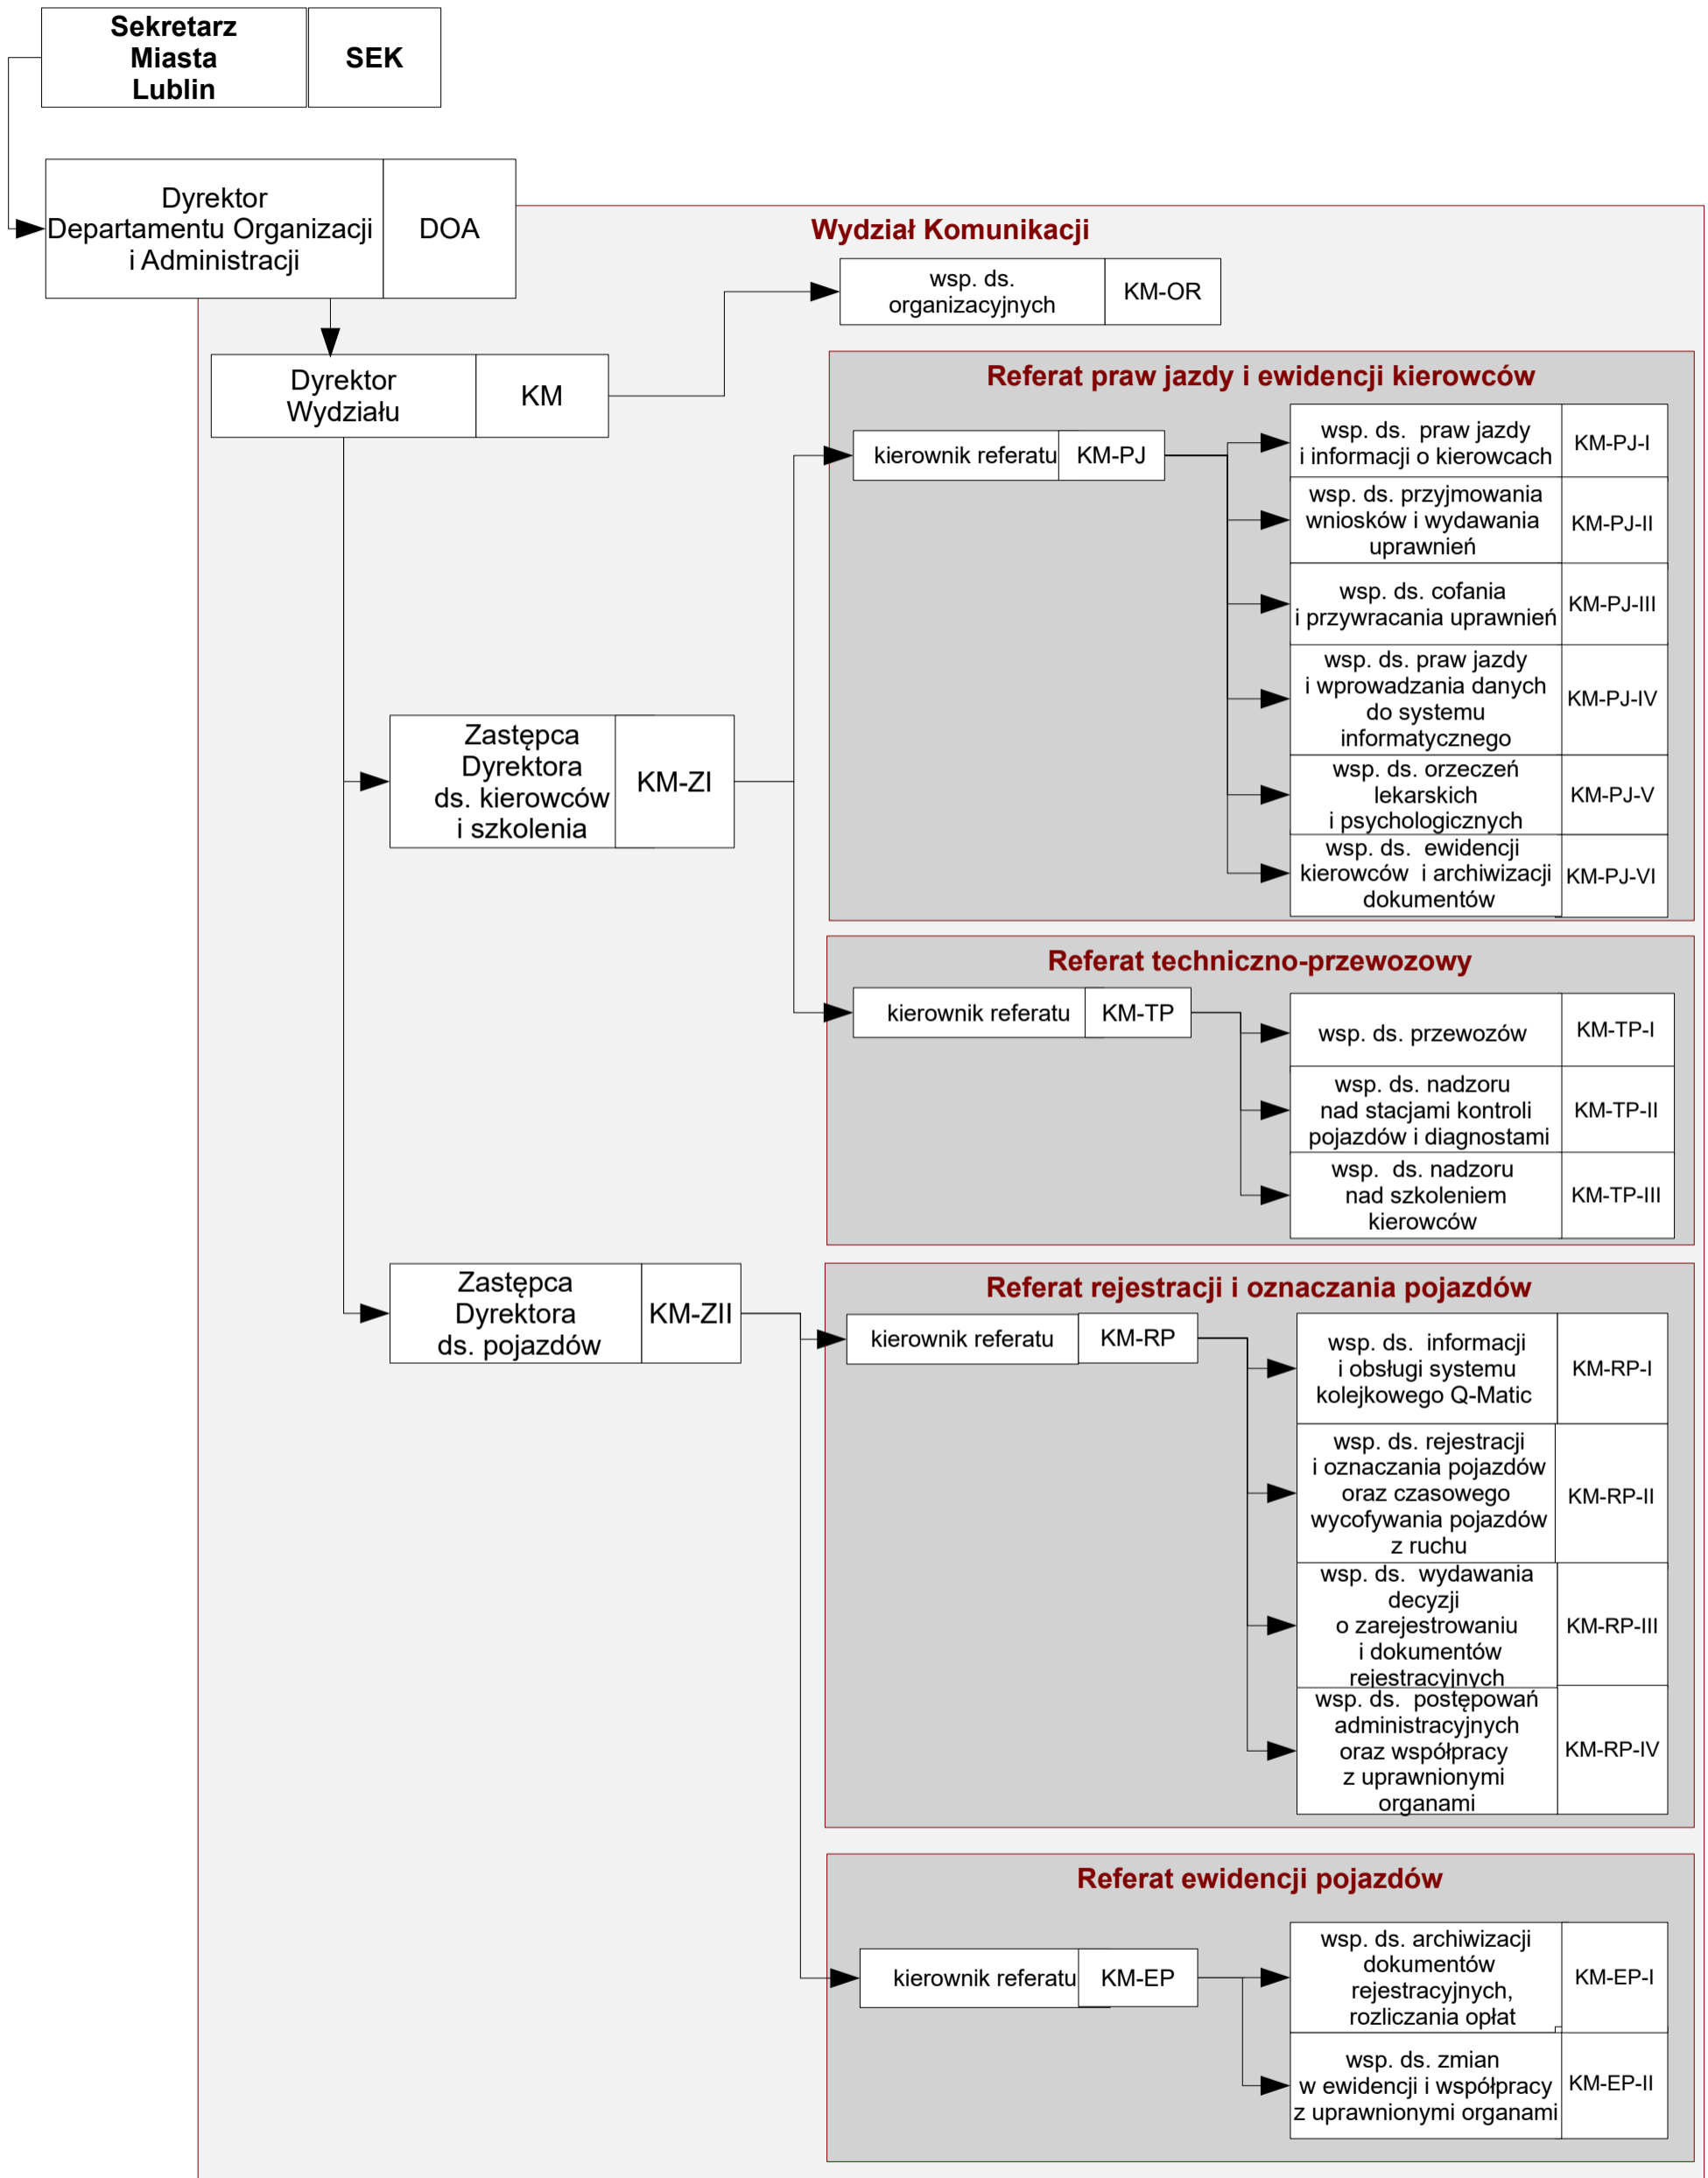 Sekretarz
Miasta
Lublin
SEK
Dyrektor
Departamentu Organizacji
i Administracji
DOA
Wydział Komunikacji
wsp. ds.
organizacyjnych
KM-OR
Dyrektor
Wydziału
KM
Referat praw jazdy i ewidencji kierowców
kierownik referatu
KM-PJ
wsp. ds. praw jazdy
i informacji o kierowcach
KM-PJ-I
wsp. ds. przyjmowania
wniosków i wydawania
uprawnień
KM-PJ-II
wsp. ds. cofania
i przywracania uprawnień
KM-PJ-III
wsp. ds. praw jazdy
i wprowadzania danych
do systemu
informatycznego
KM-PJ-IV
wsp. ds. orzeczeń
lekarskich
i psychologicznych
KM-PJ-V
wsp. ds. ewidencji
kierowców i archiwizacji
dokumentów
KM-PJ-VI
Zastępca
Dyrektora
ds. kierowców
i szkolenia
KM-ZI
Referat techniczno-przewozowy
kierownik referatu
KM-TP
wsp. ds. przewozów
KM-TP-I
wsp. ds. nadzoru
nad stacjami kontroli
pojazdów i diagnostami
KM-TP-II
wsp. ds. nadzoru
nad szkoleniem
kierowców
KM-TP-III
Zastępca
Dyrektora
ds. pojazdów
KM-ZII
Referat rejestracji i oznaczania pojazdów
kierownik referatu
KM-RP
wsp. ds. informacji
i obsługi systemu
kolejkowego Q-Matic
KM-RP-I
wsp. ds. rejestracji
i oznaczania pojazdów
oraz czasowego
wycofywania pojazdów
z ruchu
KM-RP-II
wsp. ds. wydawania
decyzji
o zarejestrowaniu
i dokumentów
rejestracyjnych
KM-RP-III
wsp. ds. postępowań
administracyjnych
oraz współpracy
z uprawnionymi
organami
KM-RP-IV
Referat ewidencji pojazdów
kierownik referatu
KM-EP
wsp. ds. archiwizacji
dokumentów
rejestracyjnych,
rozliczania opłat
KM-EP-I
wsp. ds. zmian
w ewidencji i współpracy
z uprawnionymi organami
KM-EP-II